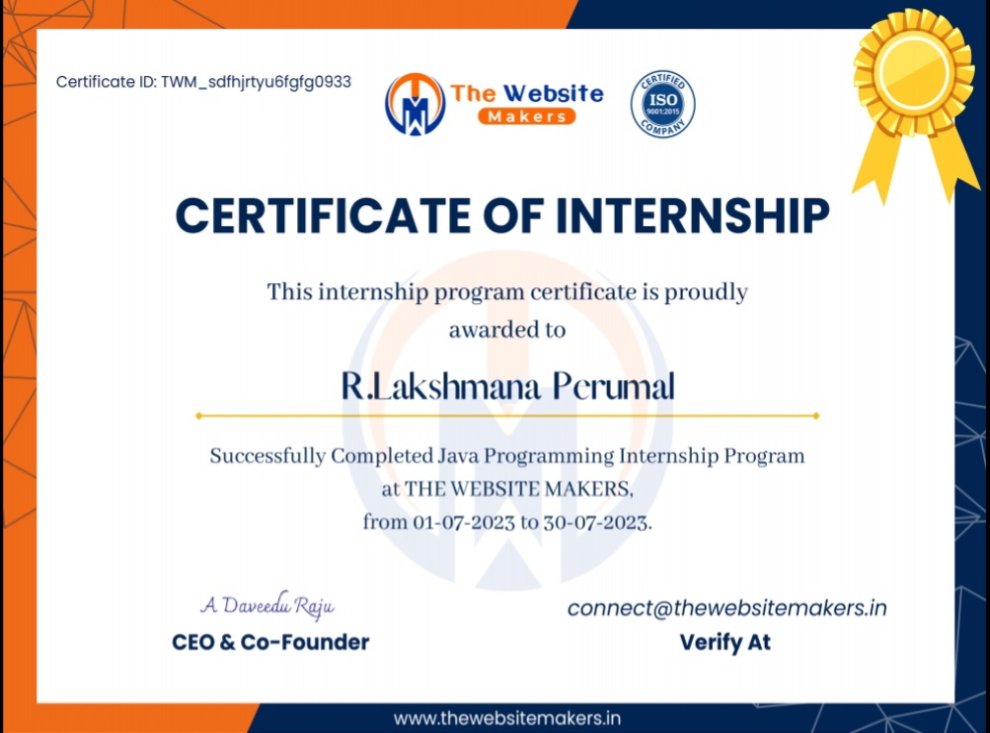 Certificate ID: TWM_sdfhjrtyu6fgfg0933
The Website
Makers
CERTIFIED
ISO
9001:2015
COMPANY
CERTIFICATE OF INTERNSHIP
This internship program certificate is proudly
awarded to
R.Lakshmana Perumal
Successfully Completed Java Programming Internship Program
at THE WEBSITE MAKERS,
from 01-07-2023 to 30-07-2023.
A Daveedu Raju
CEO & Co-Founder
connect@thewebsitemakers.in
Verify At
www.thewebsitemakers.in